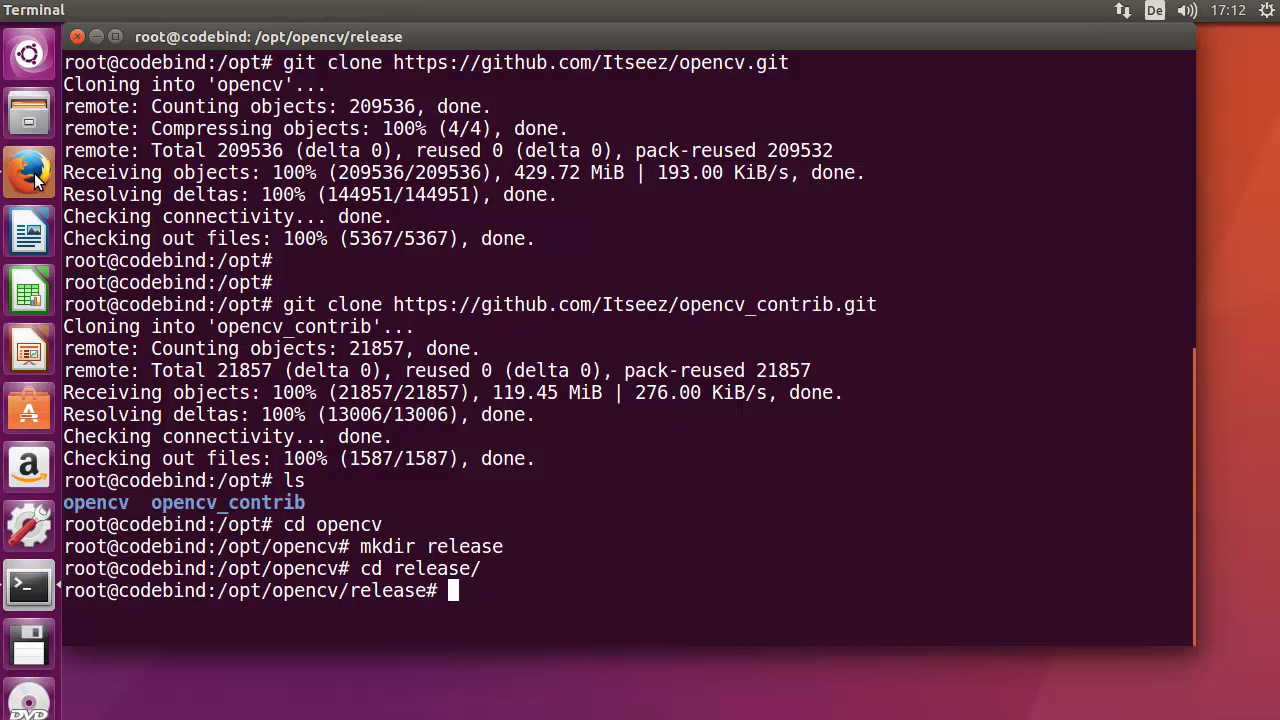 Terminal
De
17:12
root@codebind: /opt/opencv/release
root@codebind:/opt# git clone https://github.com/Itseez/opencv.git
Cloning into 'opencv'...
remote: Counting objects: 209536, done.
remote: Compressing objects: 100% (4/4), done.
remote: Total 209536 (delta 0), reused 0 (delta 0), pack-reused 209532
Receiving objects: 100% (209536/209536), 429.72 MiB | 193.00 KiB/s, done.
Resolving deltas: 100% (144951/144951), done.
Checking connectivity... done.
Checking out files: 100% (5367/5367), done.
root@codebind:/opt#
root@codebind:/opt#
root@codebind:/opt# git clone https://github.com/Itseez/opencv_contrib.git
Cloning into 'opencv_contrib'...
remote: Counting objects: 21857, done.
remote: Total 21857 (delta 0), reused 0 (delta 0), pack-reused 21857
Receiving objects: 100% (21857/21857), 119.45 MiB | 276.00 KiB/s, done.
Resolving deltas: 100% (13006/13006), done.
Checking connectivity... done.
Checking out files: 100% (1587/1587), done.
root@codebind:/opt# ls
opencv  opencv_contrib
root@codebind:/opt# cd opencv
root@codebind:/opt/opencv# mkdir release
root@codebind:/opt/opencv# cd release/
root@codebind:/opt/opencv/release#
A
a
>_
DVD